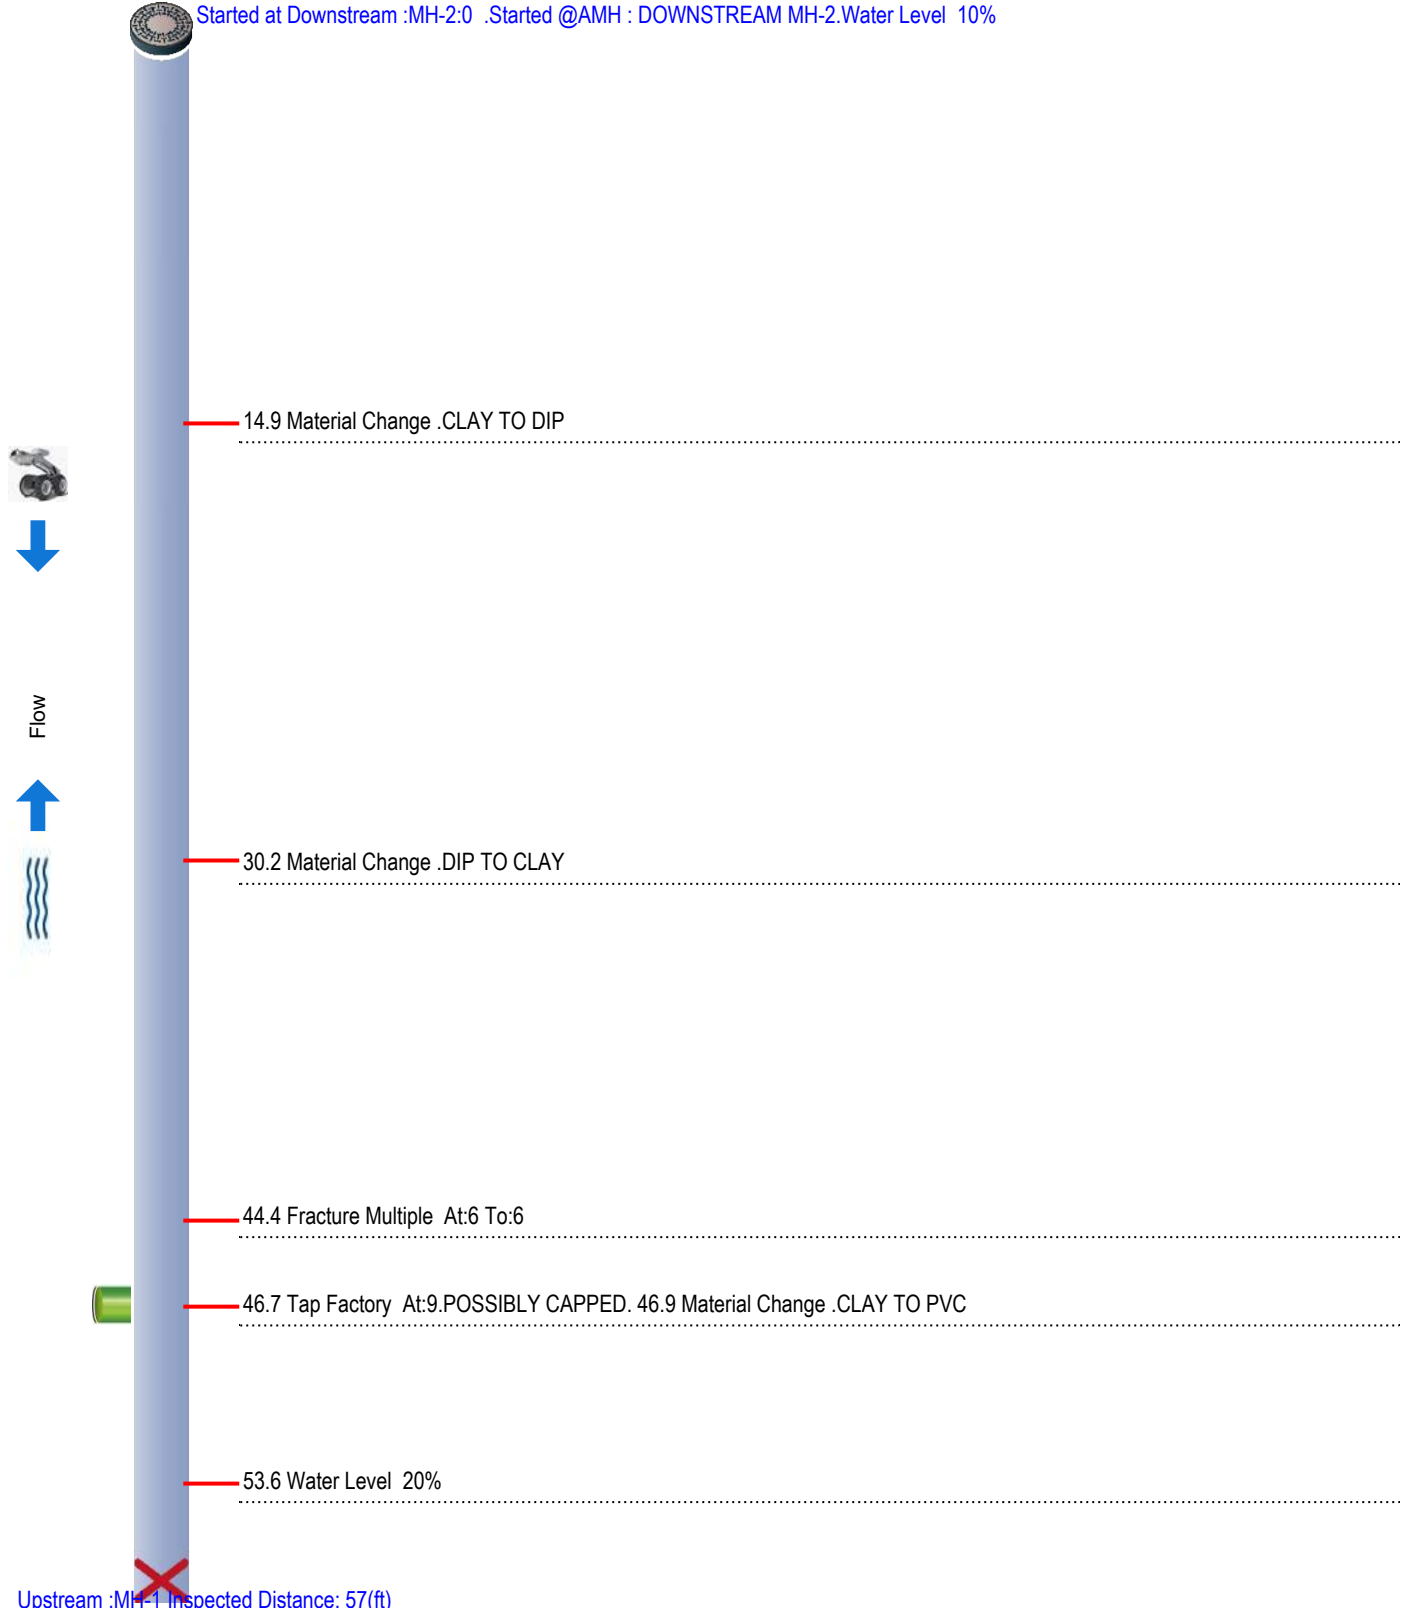 Started at Downstream :MH-2:0 .Started @AMH : DOWNSTREAM MH-2.Water Level 10%
14.9 Material Change .CLAY TO DIP
Flow
30.2 Material Change .DIP TO CLAY
44.4 Fracture Multiple At:6 To:6
46.7 Tap Factory At:9.POSSIBLY CAPPED. 46.9 Material Change .CLAY TO PVC
53.6 Water Level 20%
Upstream :MH-1 Inspected Distance: 57(ft)